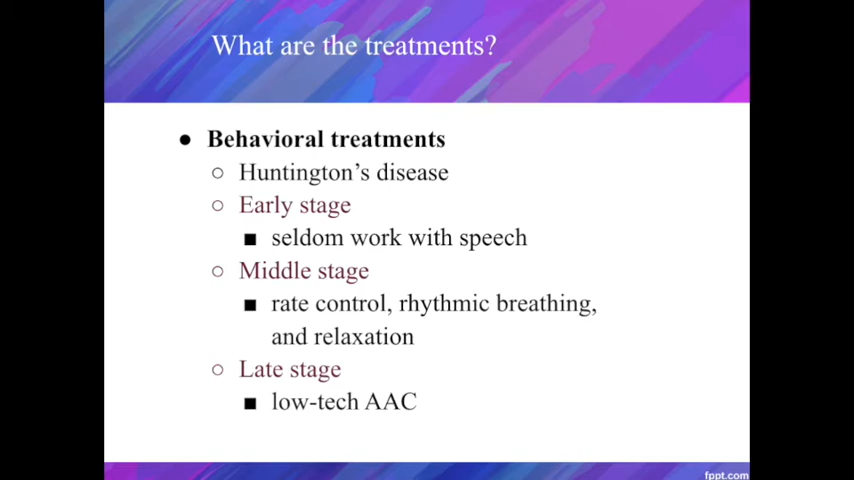 What are the treatments?
● Behavioral treatments
○ Huntington’s disease
○ Early stage
■ seldom work with speech
○ Middle stage
■ rate control, rhythmic breathing,
and relaxation
○ Late stage
■ low-tech AAC
fppt.com